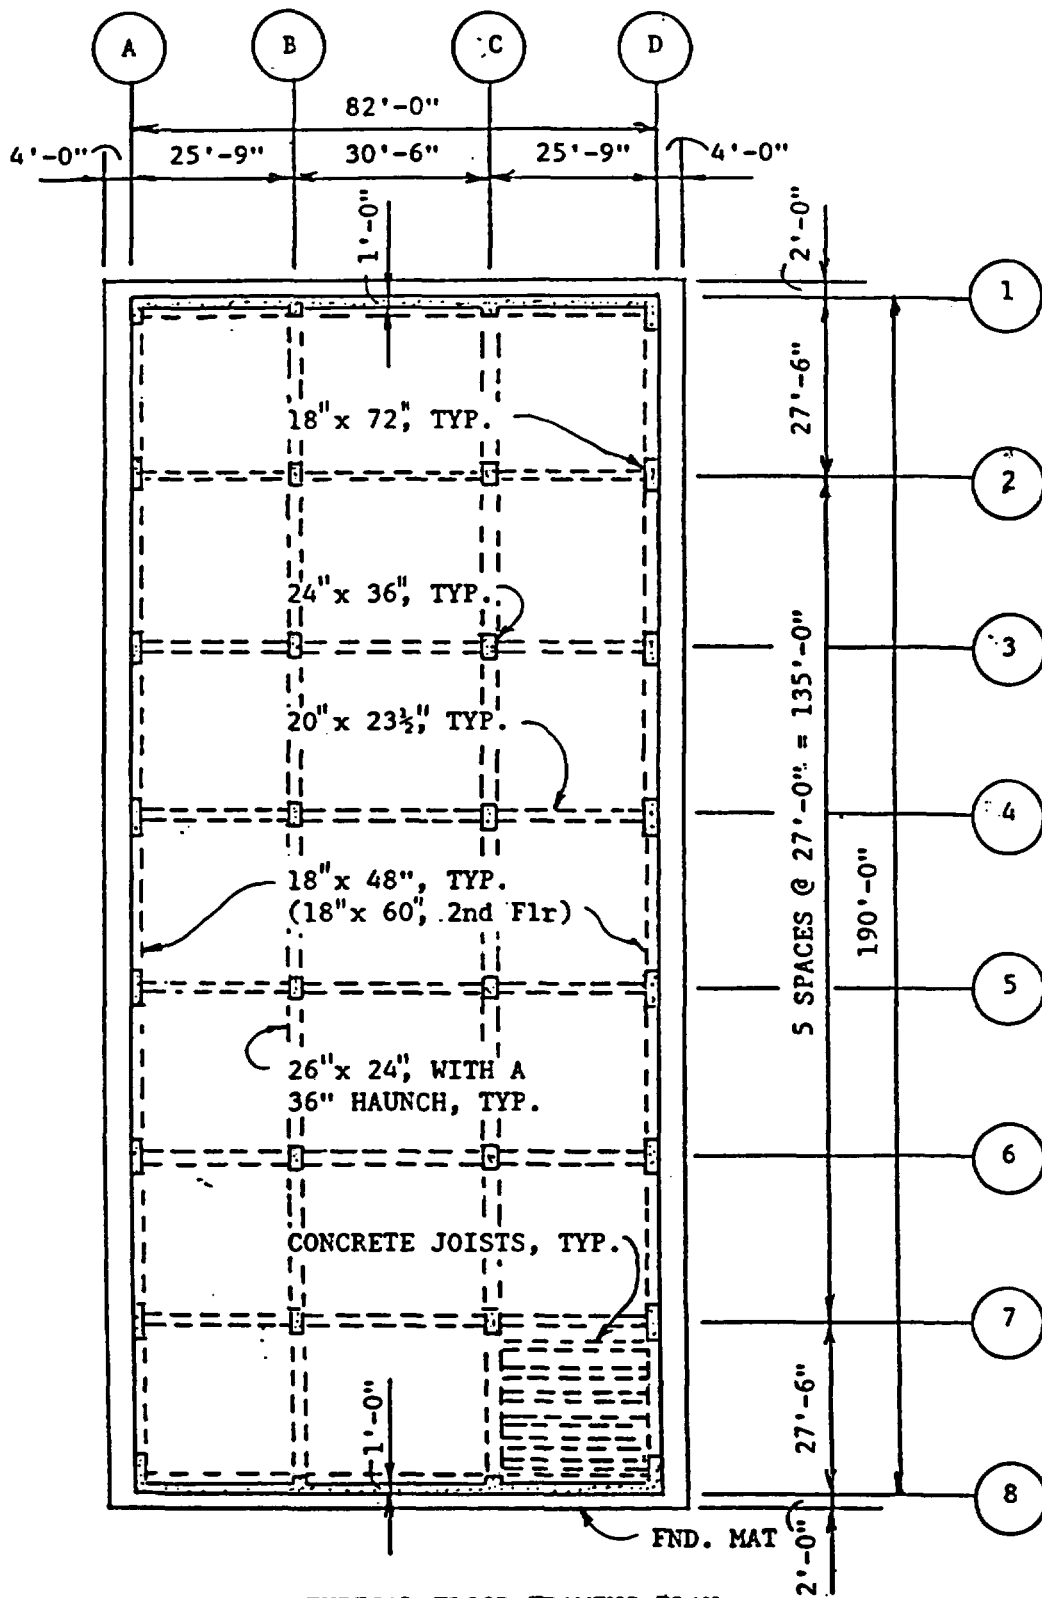 A B C D
82'-0"
4'-0" 25'-9" 30'-6" 25'-9" 4'-0"
1'-0"
2'-0"
1
27'-6"
18"x 72", TYP.
2
24"x 36", TYP.
3
20"x 23½", TYP.
5 SPACES @ 27'-0" = 135'-0"
4
18"x 48", TYP.
(18"x 60", 2nd Flr)
190'-0"
5
26"x 24", WITH A
36" HAUNCH, TYP.
6
CONCRETE JOISTS, TYP.
7
1'-0"
27'-6"
8
FND. MAT
2'-0"